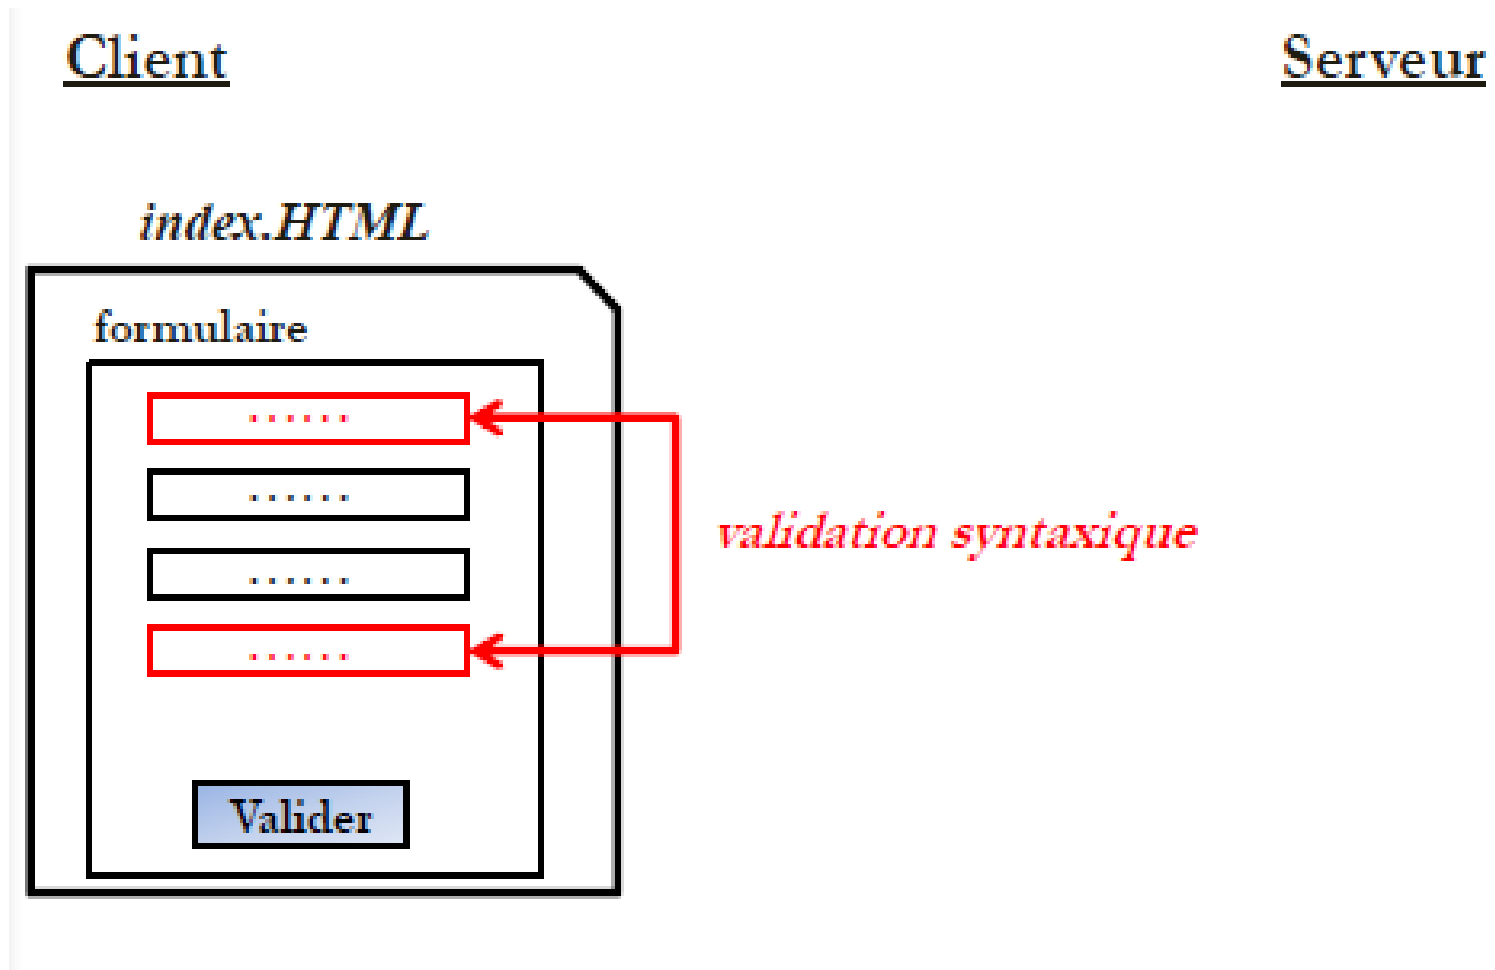 Client
Serveur
index.HTML
formulaire
......
......
......
......
validation syntaxique
Valider